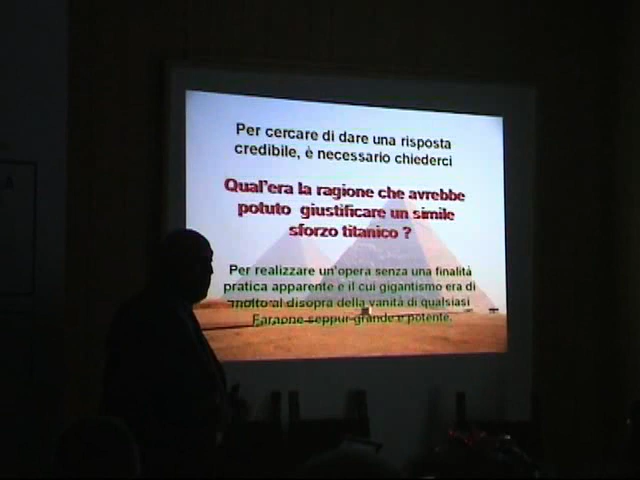 Per cercare di dare una risposta
credibile, è necessario chiederci
Qual'era la ragione che avrebbe
potuto giustificare un simile
sforzo titanico ?
Per realizzare un'opera senza una finalità
pratica apparente e il cui gigantismo era di
molto al disopra della vanità di qualsiasi
Faraone seppur grande e potente.